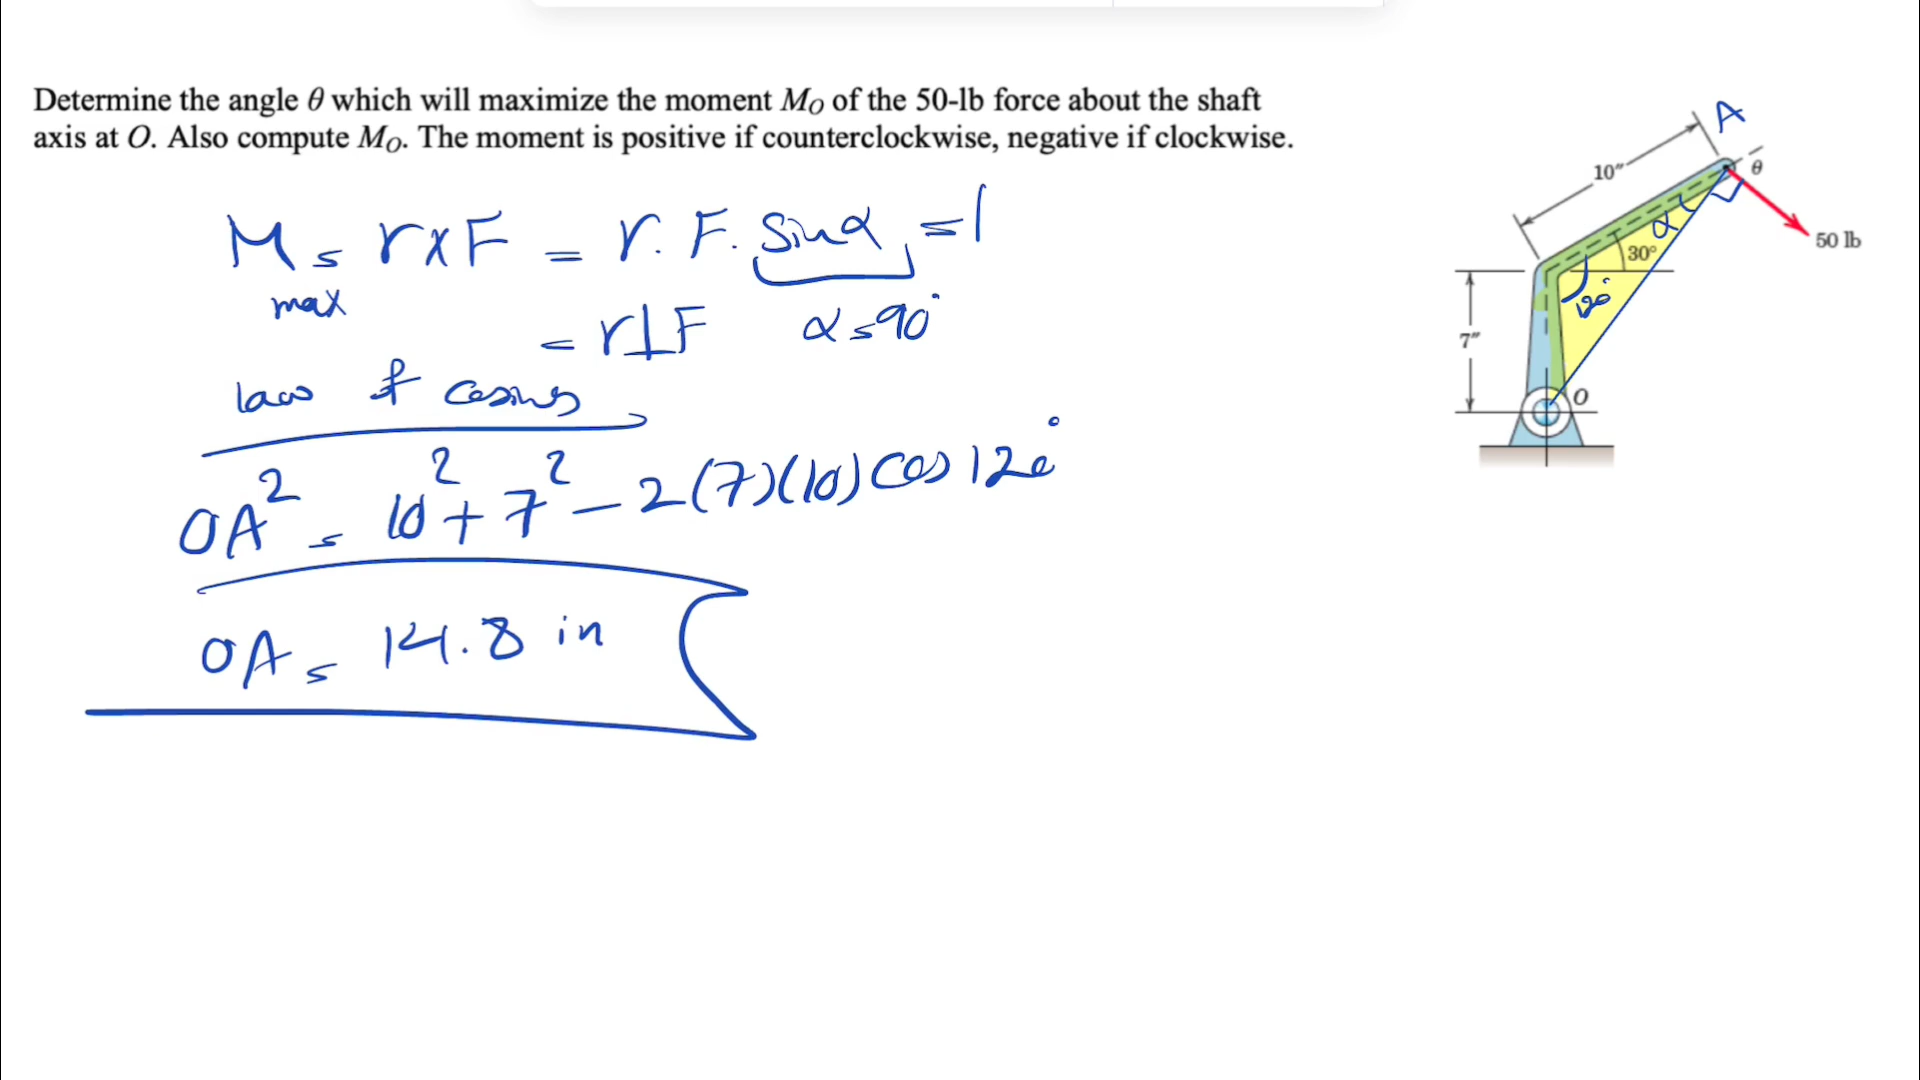 Determine the angle θ which will maximize the moment M_O of the 50-lb force about the shaft
axis at O. Also compute M_O. The moment is positive if counterclockwise, negative if clockwise.
M = r x F = r. F. Sinα = 1
max
= r⊥F α = 90°
law of cosines
OA² = 10² + 7² - 2(7)(10) cos 120°
OA = 14.8 in
A
10"
θ
α
30°
50 lb
120°
7"
O